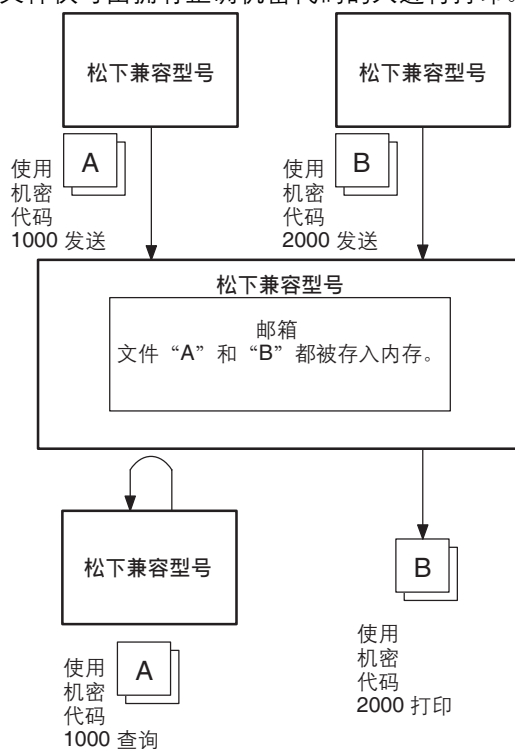 文件仅可由拥有正确机密代码的人进行打印。
松下兼容型号
松下兼容型号
A
使用
机密
代码
1000 发送
B
使用
机密
代码
2000 发送
松下兼容型号
邮箱
文件“A”和“B”都被存入内存。
松下兼容型号
B
使用
机密
代码
2000 打印
A
使用
机密
代码
1000 查询